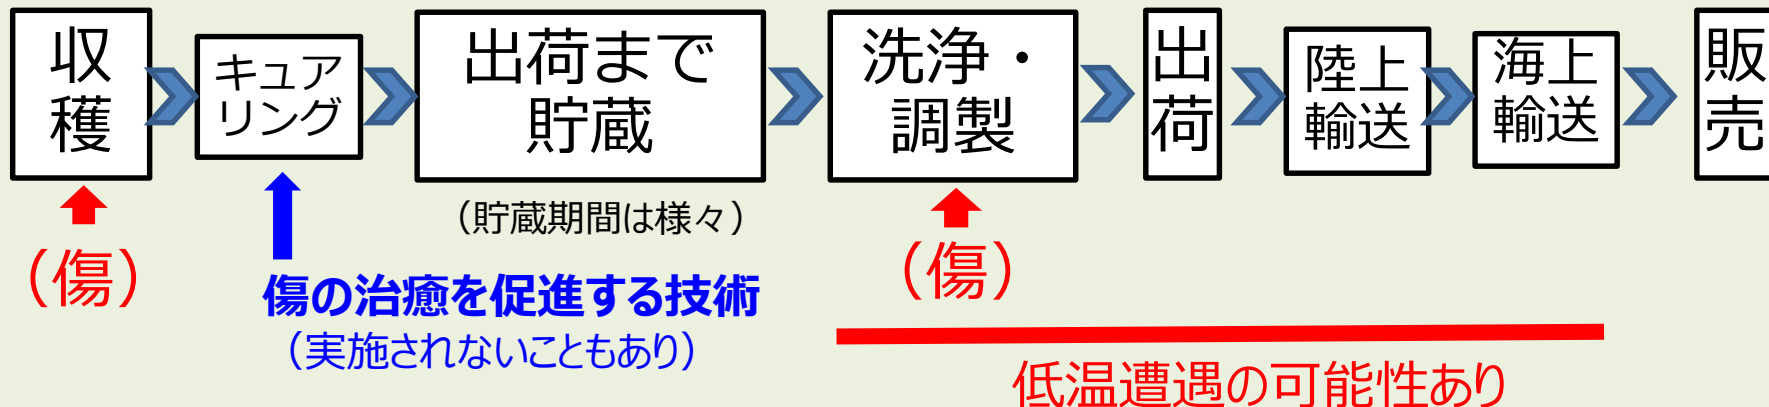 収
穫
キュア
リング
出荷まで
貯蔵
洗浄・
調製
出
荷
陸上
輸送
海上
輸送
販
売
（貯蔵期間は様々）
（傷）
（傷）
傷の治癒を促進する技術
（実施されないこともあり）
低温遭遇の可能性あり